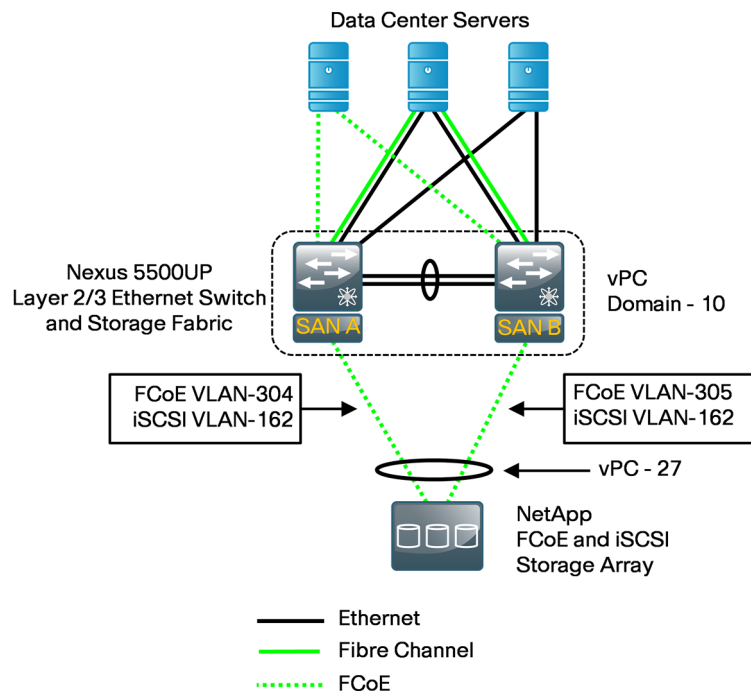 Data Center Servers
Nexus 5500UP
Layer 2/3 Ethernet Switch
and Storage Fabric
vPC
Domain - 10
SAN A
SAN B
FCoE VLAN-304
iSCSI VLAN-162
FCoE VLAN-305
iSCSI VLAN-162
vPC - 27
NetApp
FCoE and iSCSI
Storage Array
Ethernet
Fibre Channel
FCoE